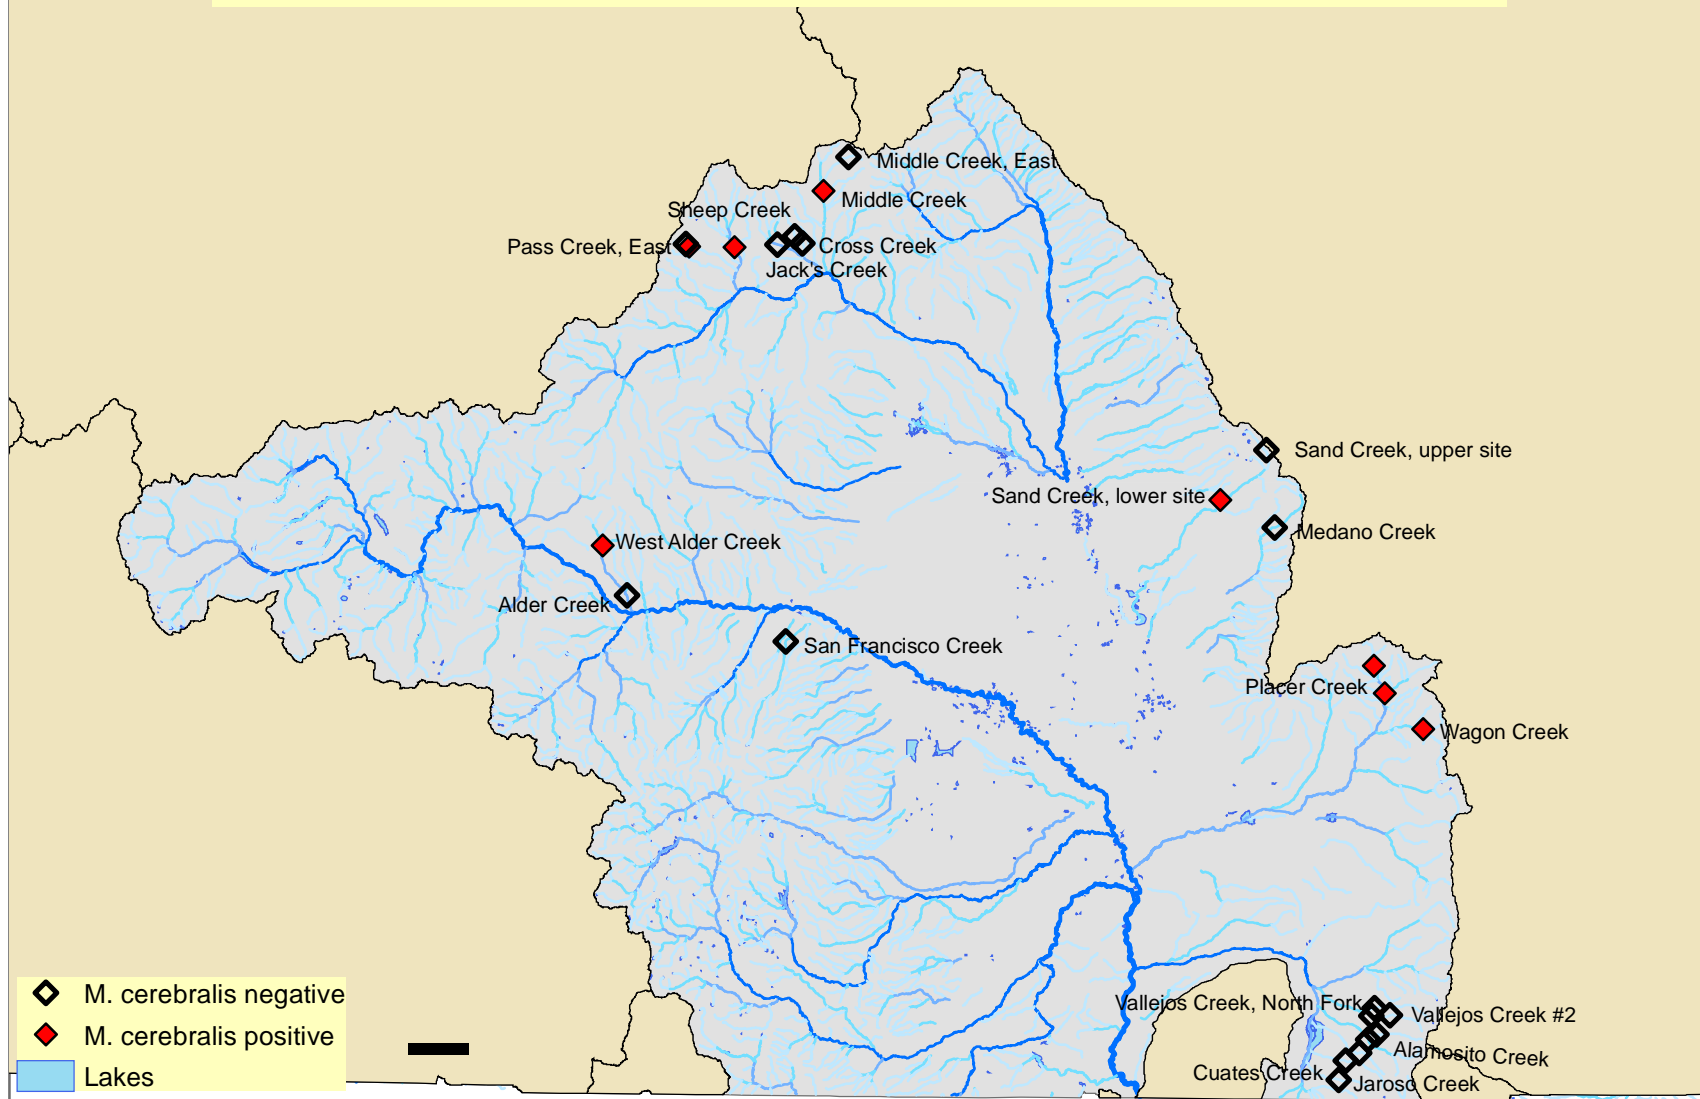 Middle Creek, East
Middle Creek
Sheep Creek
Pass Creek, East
Cross Creek
Jack's Creek
Sand Creek, upper site
Sand Creek, lower site
Medano Creek
West Alder Creek
Alder Creek
San Francisco Creek
Placer Creek
Wagon Creek
Vallejos Creek, North Fork
Vallejos Creek #2
Alamosito Creek
Cuates Creek
Jaroso Creek
M. cerebralis negative
M. cerebralis positive
Lakes